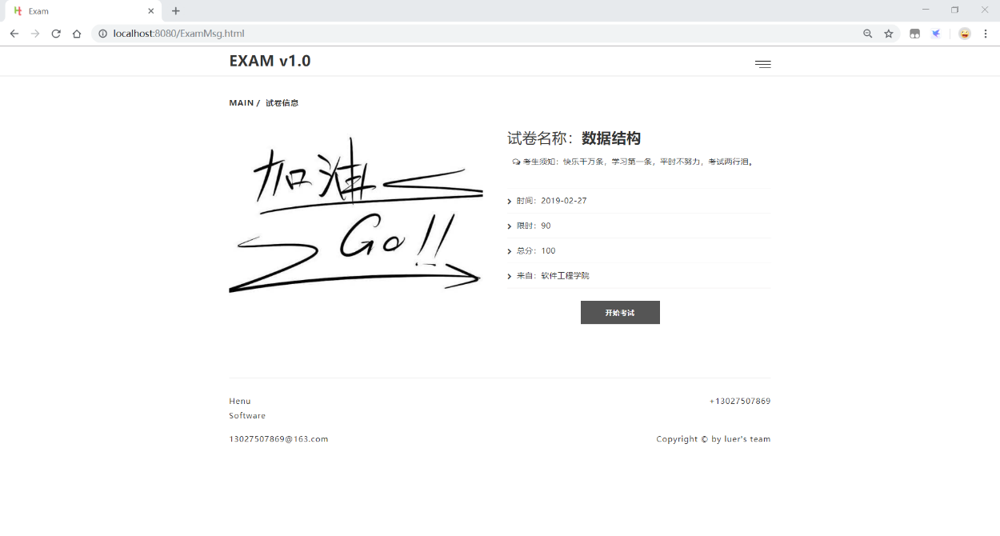 Exam
localhost:8080/ExamMsg.html
EXAM v1.0
MAIN / 试卷信息
加油
Go!!
试卷名称：数据结构
考生须知：快乐千万条，学习第一条，平时不努力，考试两行泪。
时间：2019-02-27
限时：90
总分：100
来自：软件工程学院
开始考试
Henu
Software
+13027507869
13027507869@163.com
Copyright © by luer's team